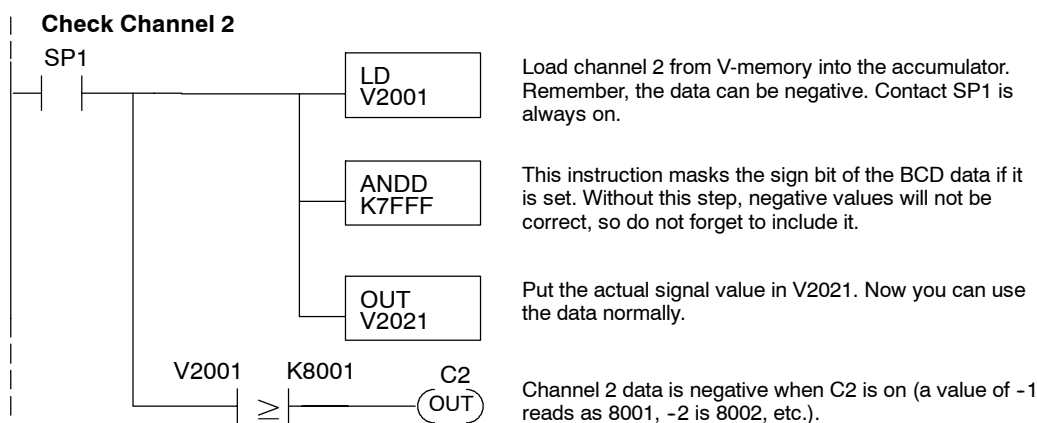 Check Channel 2
SP1
LD
V2001
Load channel 2 from V-memory into the accumulator.
Remember, the data can be negative. Contact SP1 is
always on.
ANDD
K7FFF
This instruction masks the sign bit of the BCD data if it
is set. Without this step, negative values will not be
correct, so do not forget to include it.
OUT
V2021
Put the actual signal value in V2021. Now you can use
the data normally.
V2001 K8001 C2
≥ OUT
Channel 2 data is negative when C2 is on (a value of --1
reads as 8001, --2 is 8002, etc.).